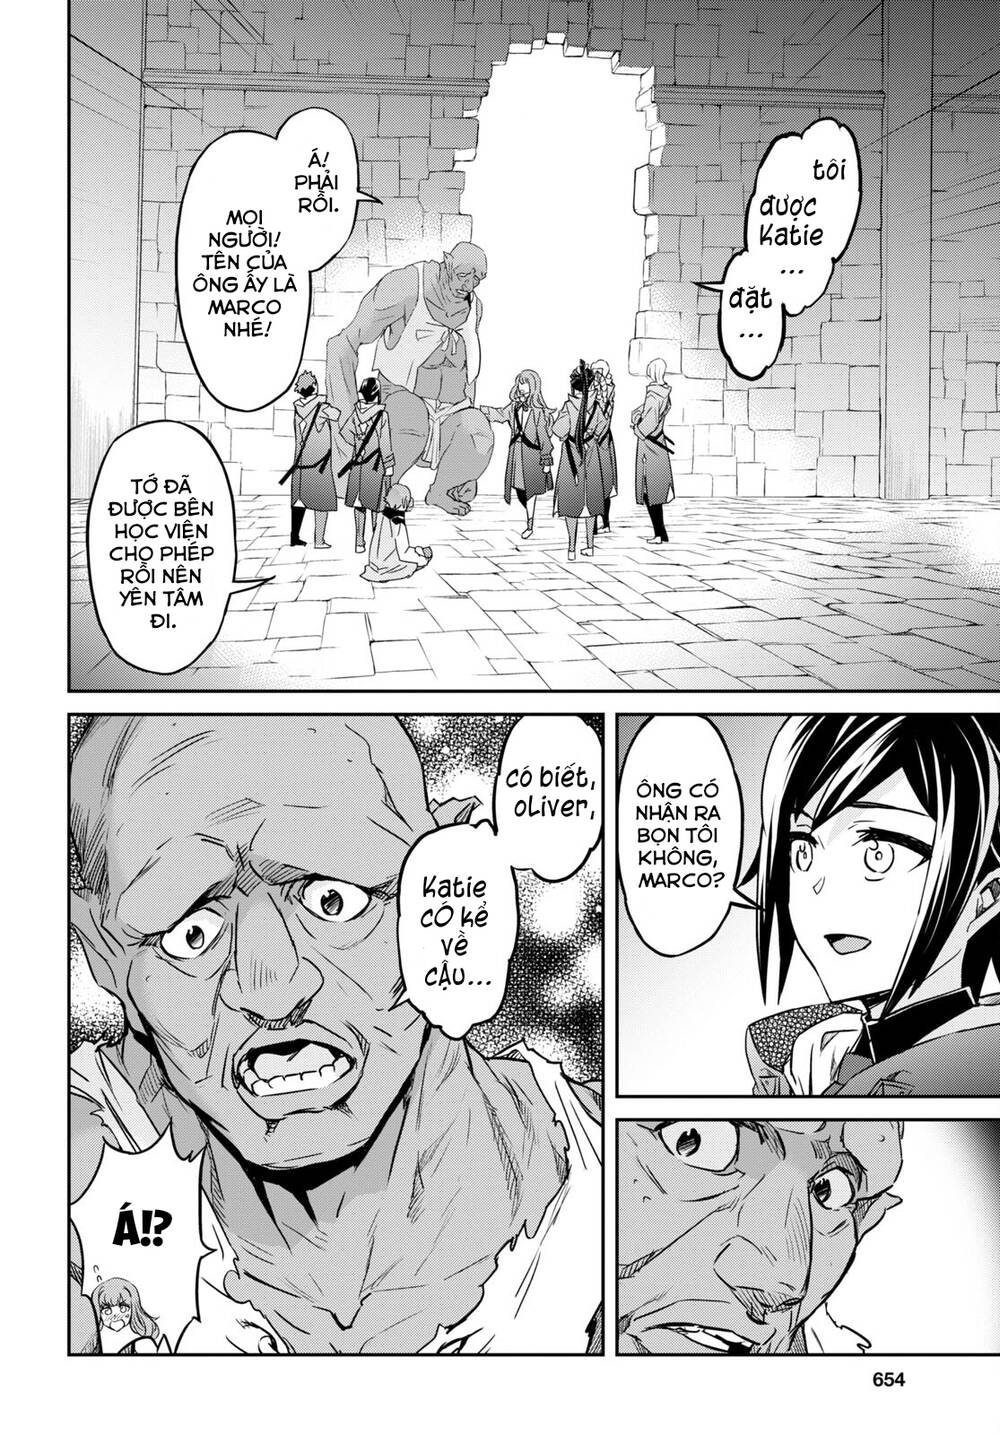 tôi
được
Katie
...
đặt
...
Á!
PHẢI
RỒI.
MỌI
NGƯỜI!
TÊN CỦA
ÔNG ẤY LÀ
MARCO
NHÉ!
TỚ ĐÃ
ĐƯỢC BÊN
HỌC VIỆN
CHO PHÉP
RỒI NÊN
YÊN TÂM
ĐI.
ÔNG CÓ
NHẬN RA
BỌN TÔI
KHÔNG,
MARCO?
có biết,
oliver,
Katie
CÓ kể
về
cậu...
Á!?
654